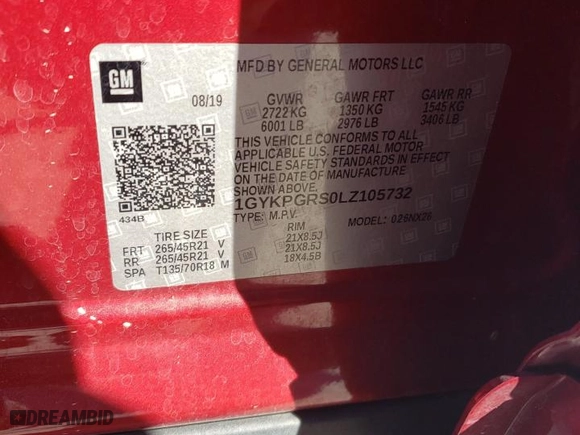 GM
MFD BY GENERAL MOTORS LLC
08/19
GVWR GAWR FRT GAWR RR
2722 KG 1350 KG 1545 KG
6001 LB 2976 LB 3406 LB
THIS VEHICLE CONFORMS TO ALL
APPLICABLE U.S. FEDERAL MOTOR
VEHICLE SAFETY STANDARDS IN EFFECT
ON THE DATE OF MANUFACTURE
SHOWN ABOVE.
1GYKPGRS0LZ105732
434B
TYPE: M.P.V. MODEL: 026NX26
TIRE SIZE RIM
FRT 265/45R21 V 21X8.5J
RR 265/45R21 V 21X8.5J
SPA T135/70R18 M 18X4.5B
DREAMBID